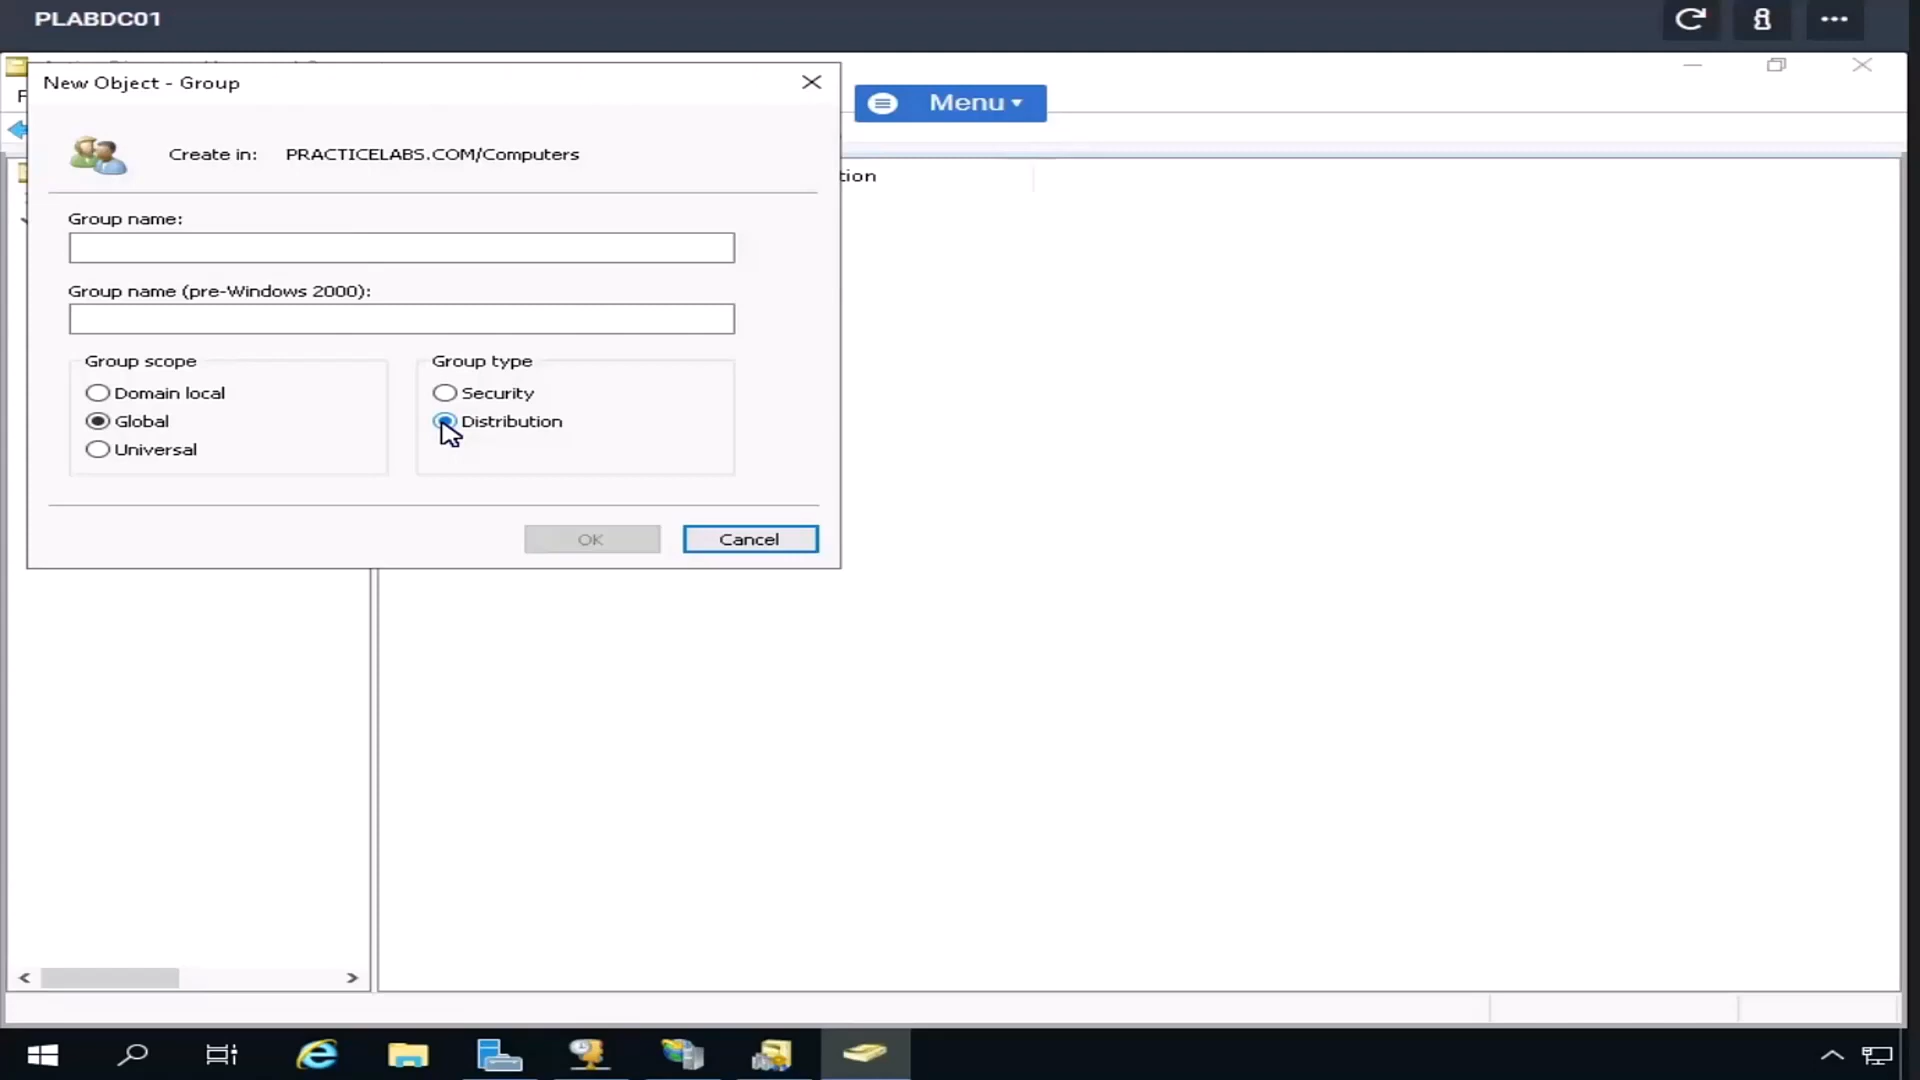 PLABDC01
New Object - Group
Menu
Create in: PRACTICELABS.COM/Computers
tion
Group name:
Group name (pre-Windows 2000):
Group scope
Group type
Domain local
Security
Global
Distribution
Universal
OK
Cancel